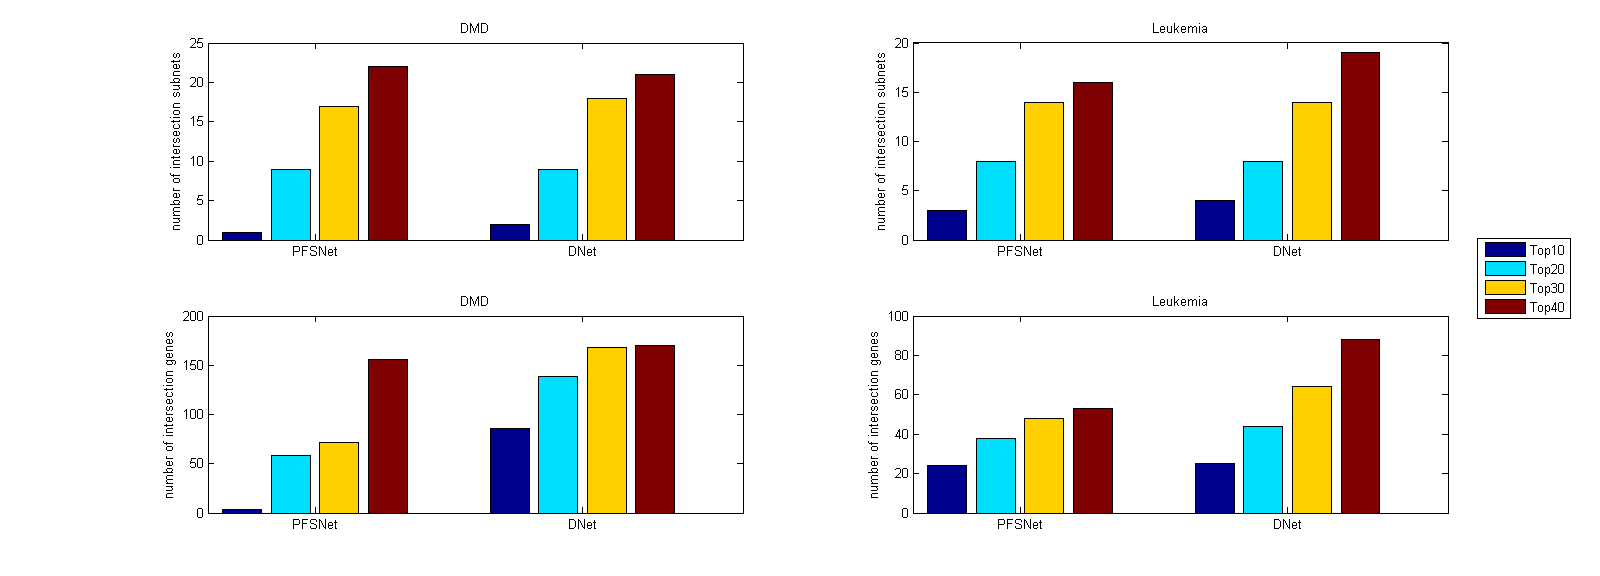 DMD
number of intersection subnets
25
20
15
10
5
0
PFSNet DNet
Leukemia
number of intersection subnets
20
15
10
5
0
PFSNet DNet
DMD
number of intersection genes
200
150
100
50
0
PFSNet DNet
Leukemia
number of intersection genes
100
80
60
40
20
0
PFSNet DNet
Top10
Top20
Top30
Top40